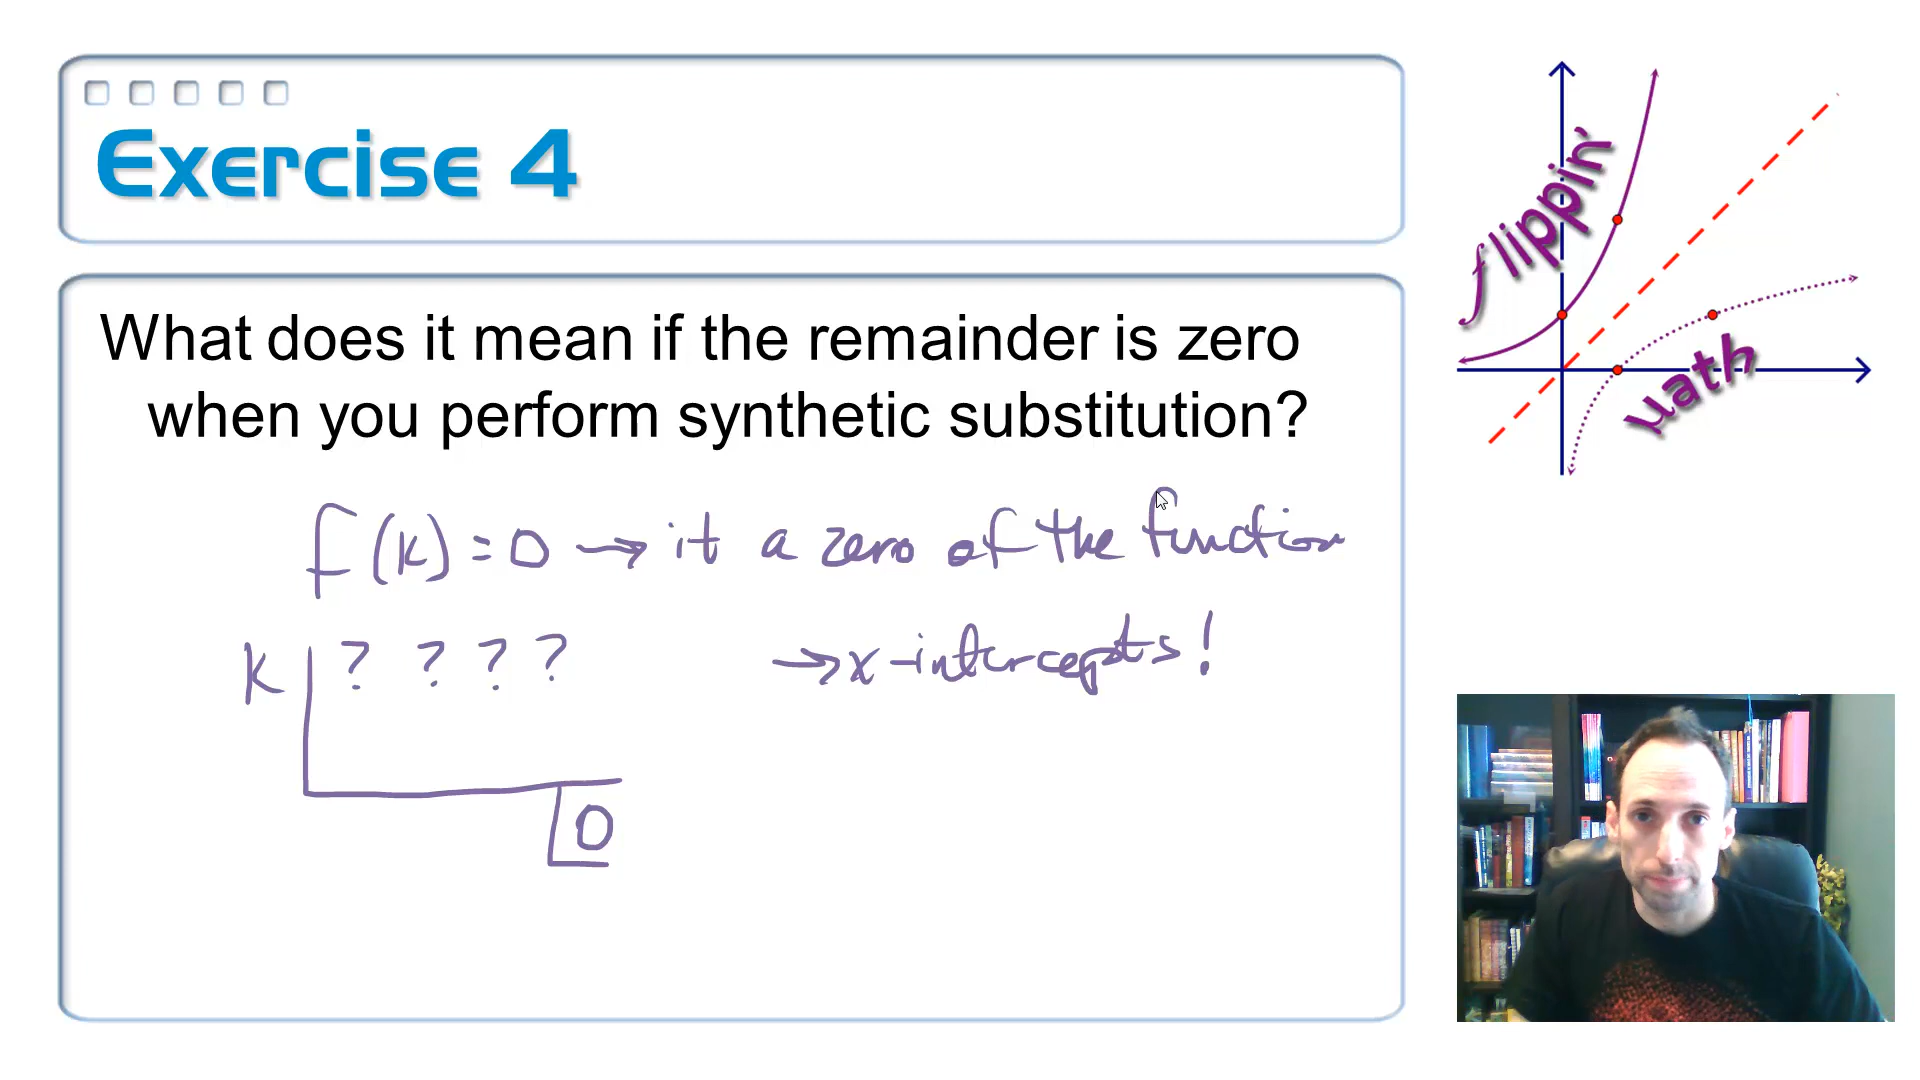 Exercise 4
What does it mean if the remainder is zero
when you perform synthetic substitution?
f(k) = 0 → it a zero of the function
k ? ? ? ?
→ x-intercepts!
0
flippin'
math